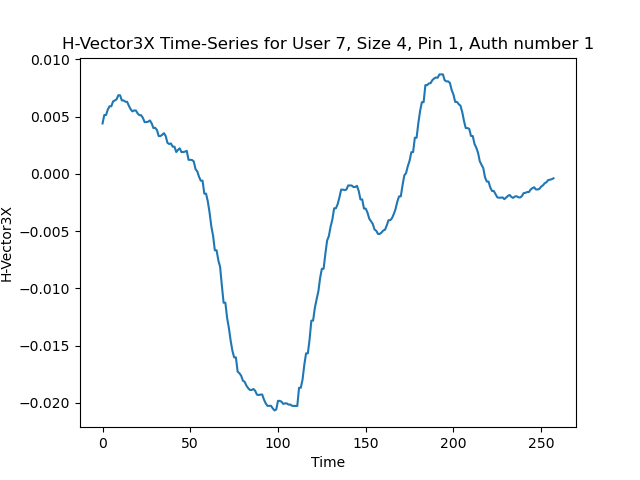 H-Vector3X Time-Series for User 7, Size 4, Pin 1, Auth number 1
0.010
0.005
0.000
−0.005
−0.010
−0.015
−0.020
H-Vector3X
0 50 100 150 200 250
Time